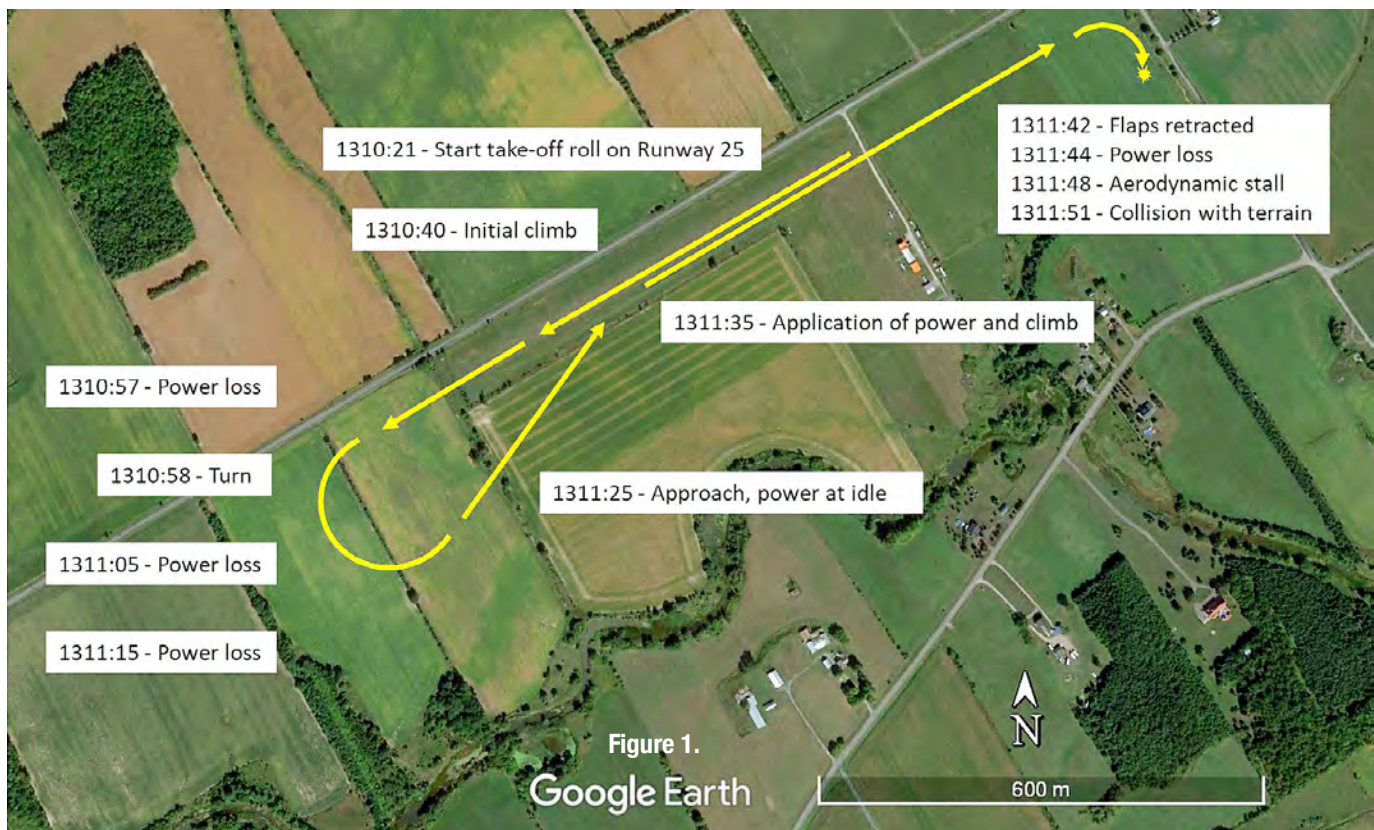 1310:21 - Start take-off roll on Runway 25
1310:40 - Initial climb
1310:57 - Power loss
1310:58 - Turn
1311:05 - Power loss
1311:15 - Power loss
1311:25 - Approach, power at idle
1311:35 - Application of power and climb
1311:42 - Flaps retracted
1311:44 - Power loss
1311:48 - Aerodynamic stall
1311:51 - Collision with terrain
N
Figure 1.
Google Earth
600 m